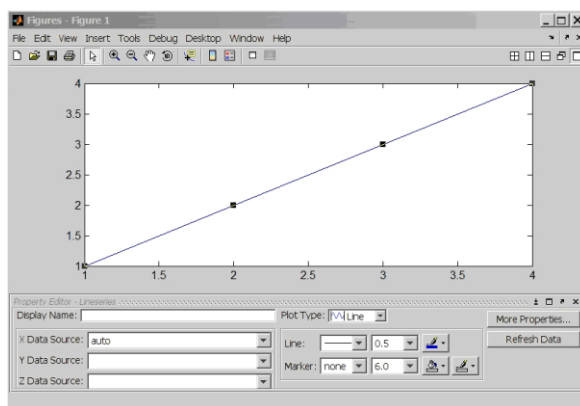 Figures - Figure 1
File Edit View Insert Tools Debug Desktop Window Help
4
3.5
3
2.5
2
1.5
1
1 1.5 2 2.5 3 3.5 4
Property Editor - Lineseries
Display Name: Plot Type: Line More Properties...
X Data Source: auto Line: 0.5 Refresh Data
Y Data Source: Marker: none 6.0
Z Data Source: